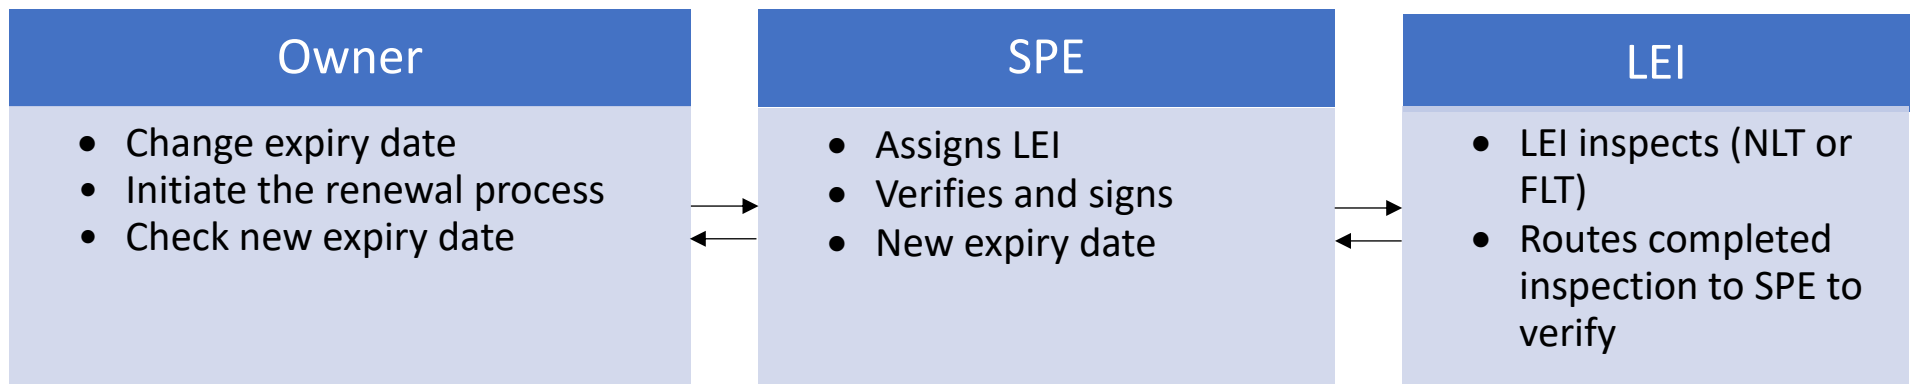 Owner
• Change expiry date
• Initiate the renewal process
• Check new expiry date
SPE
• Assigns LEI
• Verifies and signs
• New expiry date
LEI
• LEI inspects (NLT or
FLT)
• Routes completed
inspection to SPE to
verify